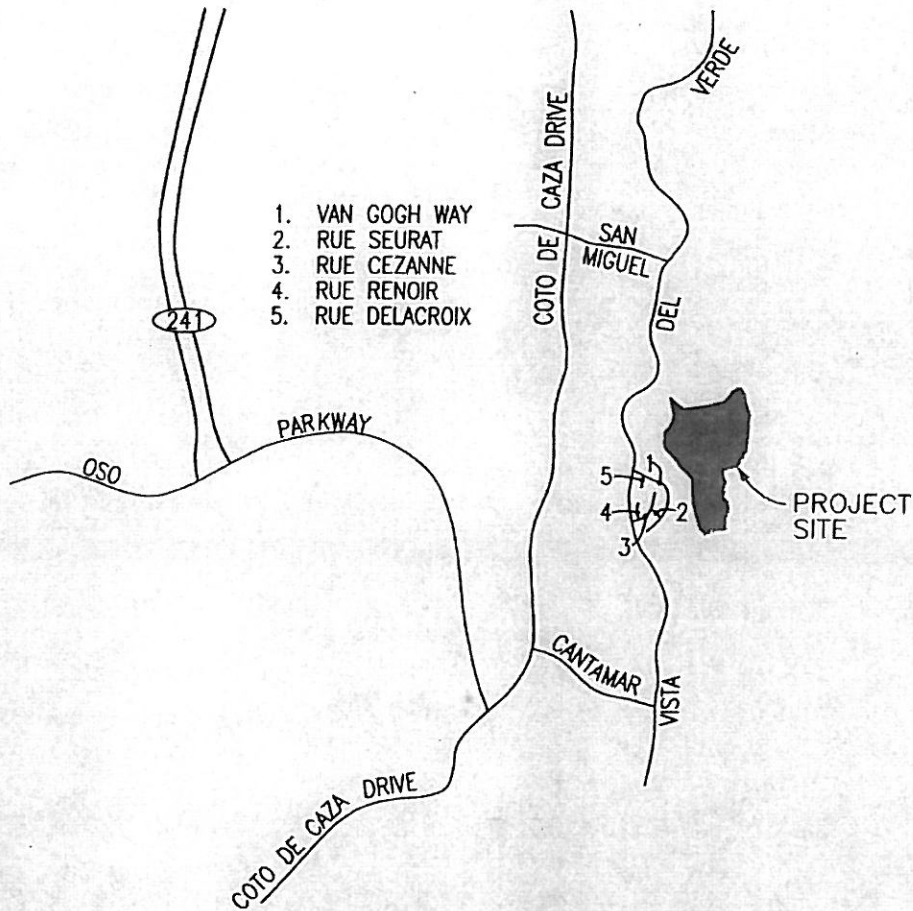 VERDE
COTO DE CAZA DRIVE
1. VAN GOGH WAY
2. RUE SEURAT
3. RUE CEZANNE
4. RUE RENOIR
5. RUE DELACROIX
SAN
MIGUEL
DEL
241
PARKWAY
OSO
1
5
4
2
3
PROJECT
SITE
CANTAMAR
VISTA
COTO DE CAZA DRIVE